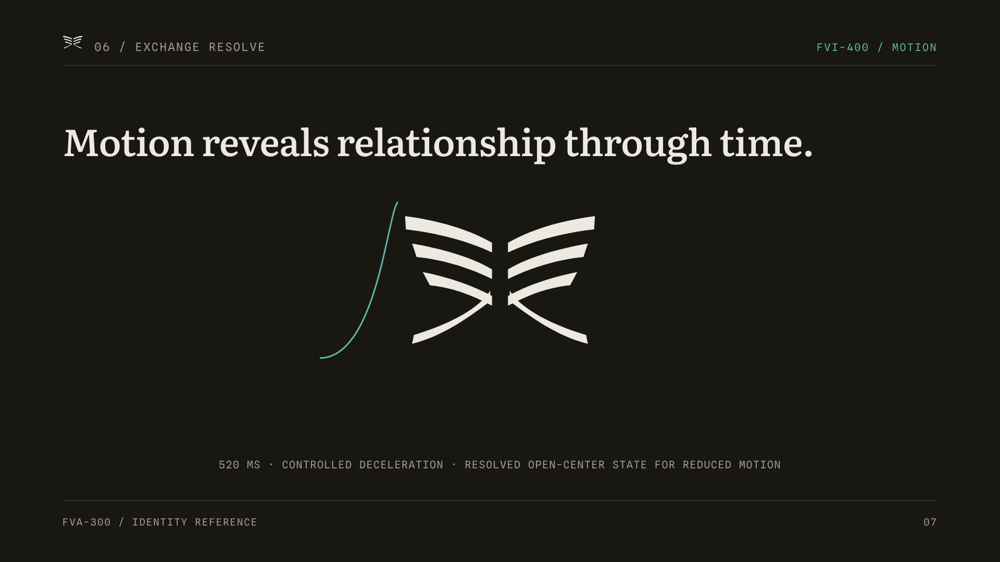 06 / EXCHANGE RESOLVE
FVI-400 / MOTION
Motion reveals relationship through time.
520 MS · CONTROLLED DECELERATION · RESOLVED OPEN-CENTER STATE FOR REDUCED MOTION
FVA-300 / IDENTITY REFERENCE
07